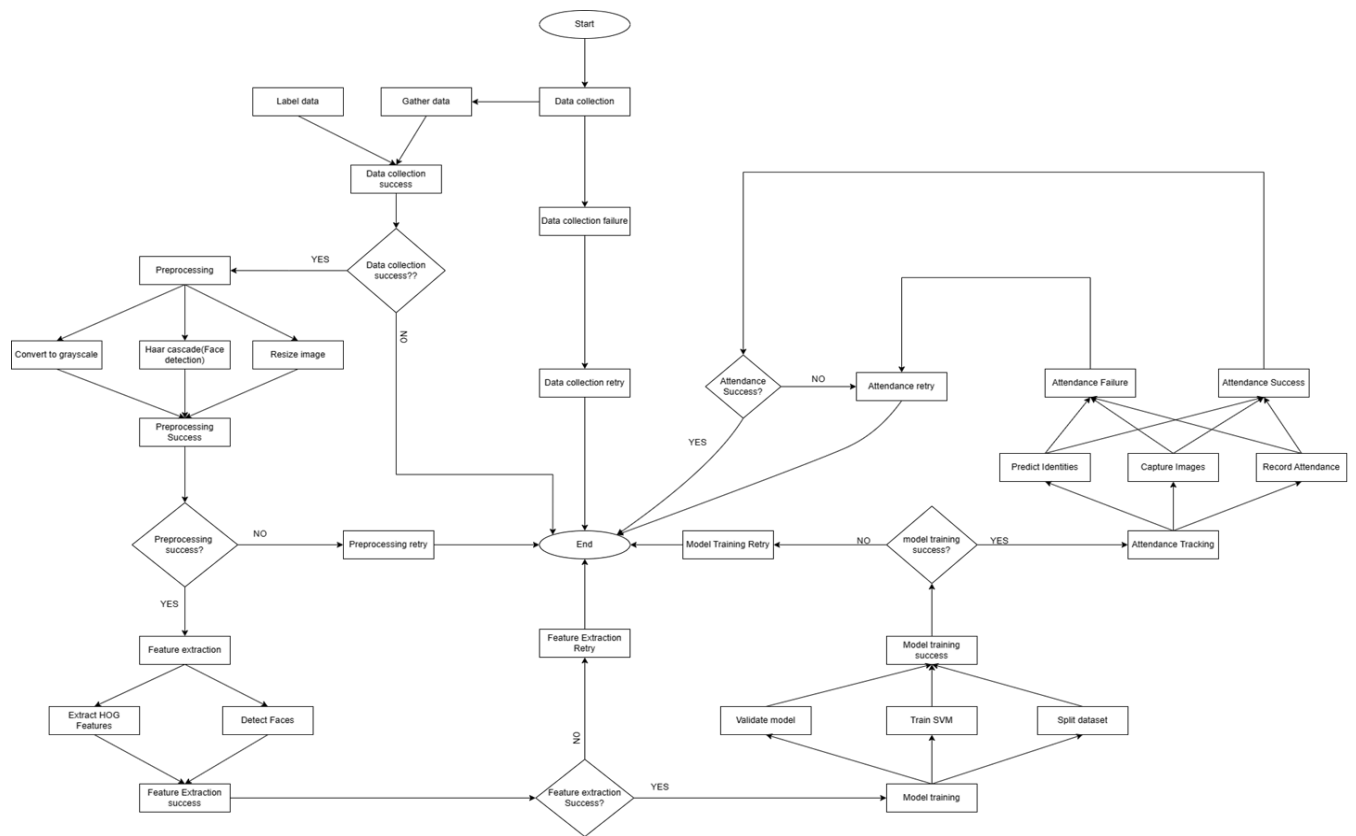 Start
Label data
Gather data
Data collection
Data collection
success
Data collection failure
YES
Preprocessing
Data collection
success??
NO
Convert to grayscale
Haar cascade(Face
detection)
Resize image
Data collection retry
Attendance
Success?
NO
Attendance retry
Attendance Failure
Attendance Success
Preprocessing
Success
YES
Predict Identities
Capture Images
Record Attendance
Preprocessing
success?
NO
Preprocessing retry
End
Model Training Retry
NO
model training
success?
YES
Attendance Tracking
YES
Feature extraction
Feature Extraction
Retry
Model training
success
Extract HOG
Features
Detect Faces
Validate model
Train SVM
Split dataset
NO
Feature Extraction
success
Feature extraction
Success?
YES
Model training